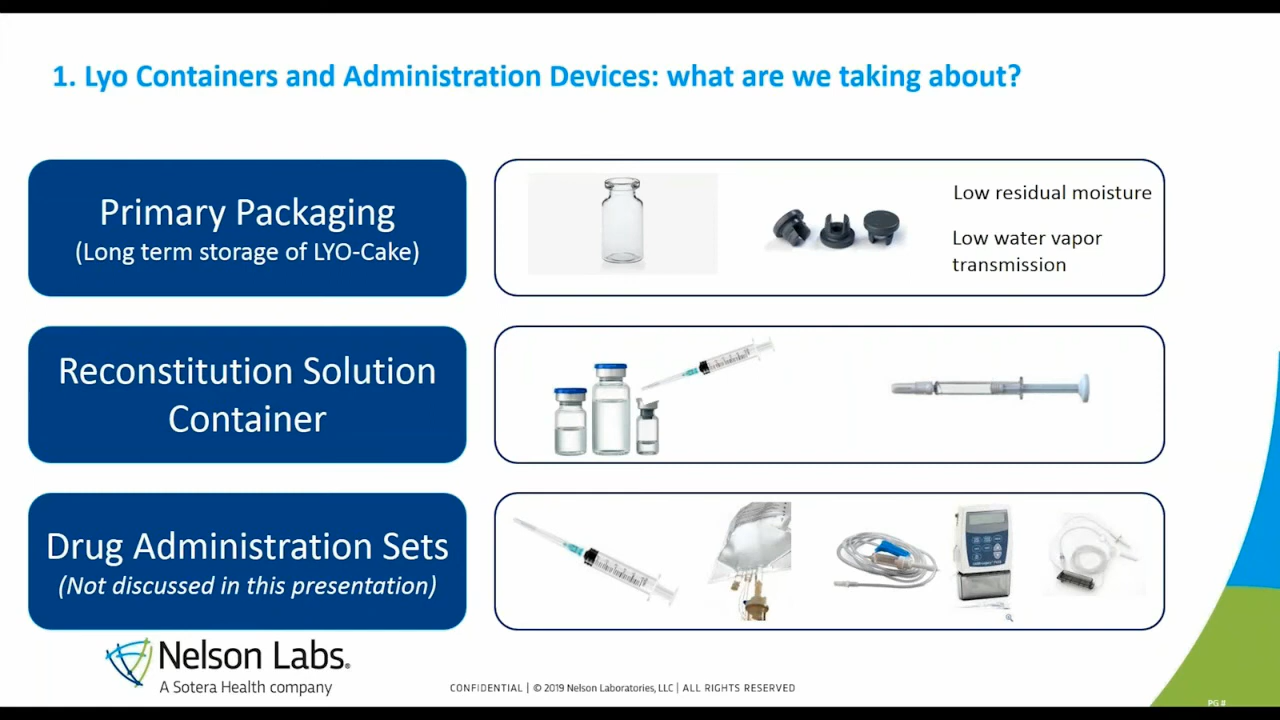 1. Lyo Containers and Administration Devices: what are we taking about?
Primary Packaging
(Long term storage of LYO-Cake)
Low residual moisture
Low water vapor
transmission
Reconstitution Solution
Container
Drug Administration Sets
(Not discussed in this presentation)
Nelson Labs®
A Sotera Health company
CONFIDENTIAL | © 2019 Nelson Laboratories, LLC | ALL RIGHTS RESERVED
PG #